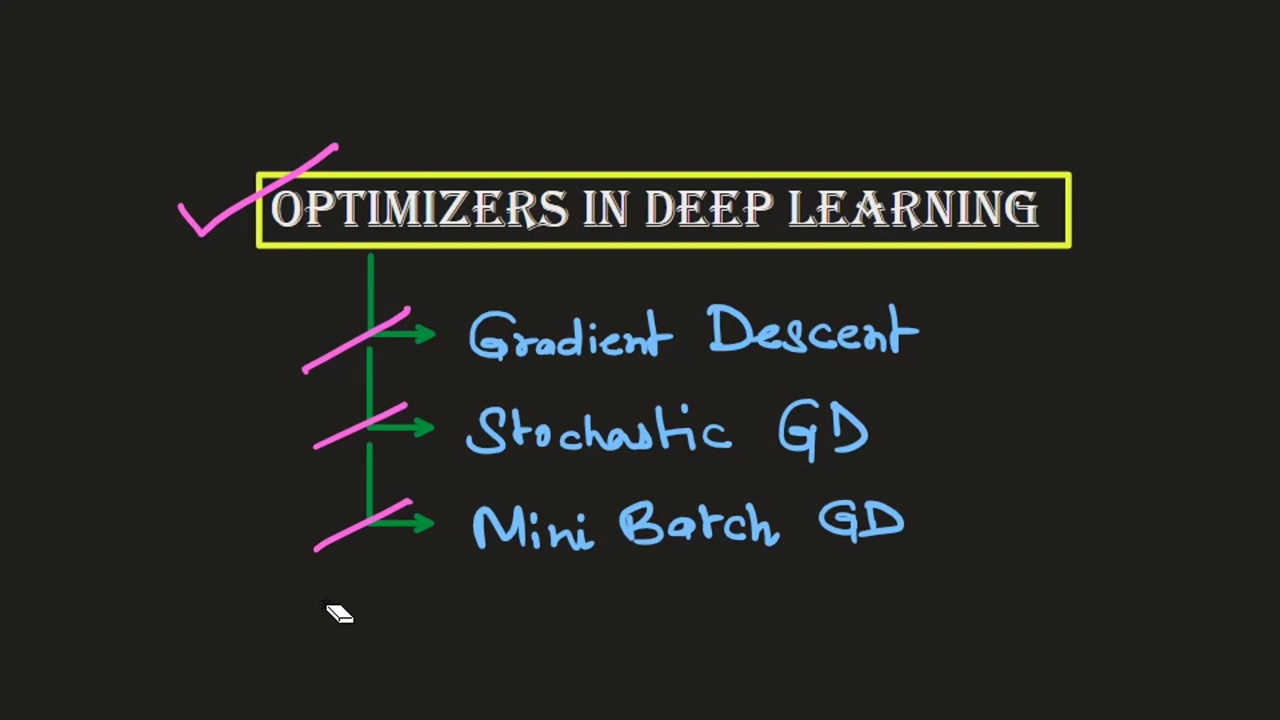 OPTIMIZERS IN DEEP LEARNING
Gradient Descent
Stochastic GD
Mini Batch GD